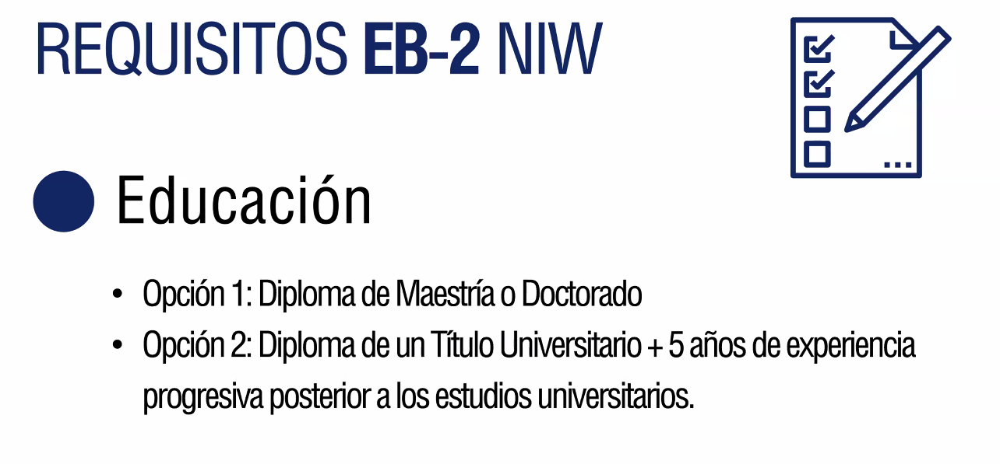 REQUISITOS EB-2 NIW
Educación
• Opción 1: Diploma de Maestría o Doctorado
• Opción 2: Diploma de un Título Universitario + 5 años de experiencia
progresiva posterior a los estudios universitarios.